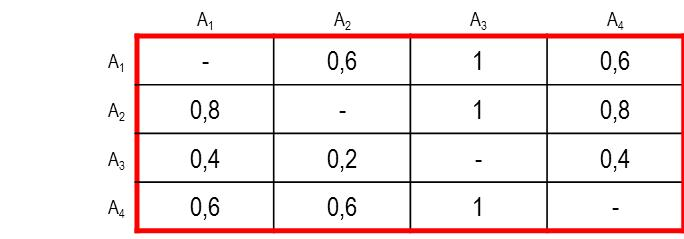 A₁ A₂ A₃ A₄
A₁ - 0,6 1 0,6
A₂ 0,8 - 1 0,8
A₃ 0,4 0,2 - 0,4
A₄ 0,6 0,6 1 -